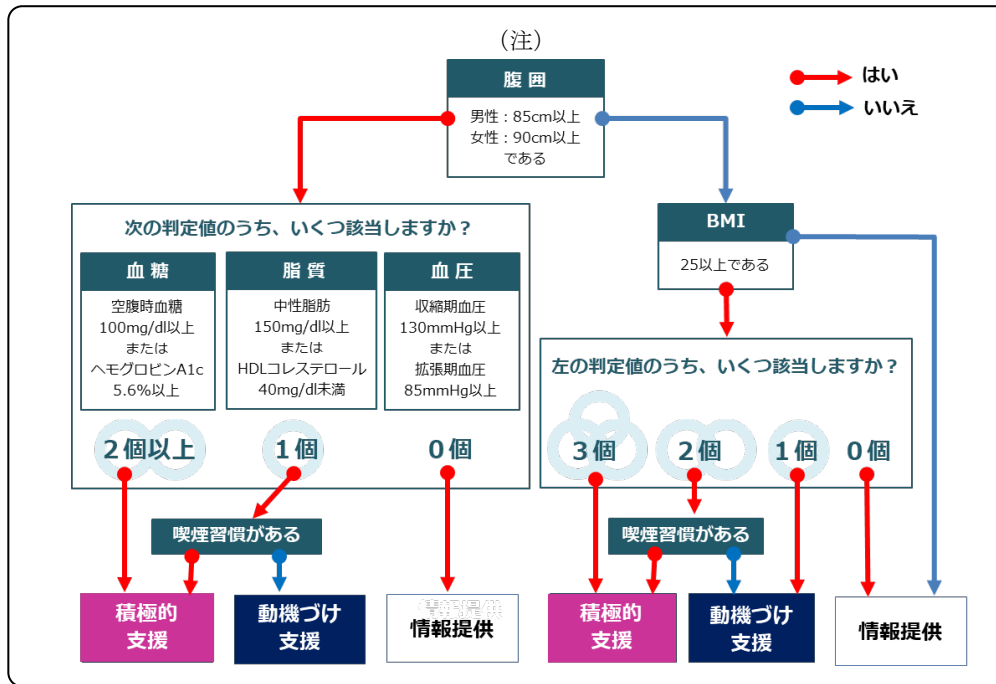 （注）
腹 囲
男性：85cm以上
女性：90cm以上
である
はい
いいえ
次の判定値のうち、いくつ該当しますか？
血 糖
空腹時血糖
100mg/dl以上
または
ヘモグロビンA1c
5.6%以上
脂 質
中性脂肪
150mg/dl以上
または
HDLコレステロール
40mg/dl未満
血 圧
収縮期血圧
130mmHg以上
または
拡張期血圧
85mmHg以上
２個以上
１個
０個
喫煙習慣がある
積極的
支援
動機づけ
支援
情報提供
情報提供
BMI
25以上である
左の判定値のうち、いくつ該当しますか？
３個
２個
１個
０個
喫煙習慣がある
積極的
支援
動機づけ
支援
情報提供